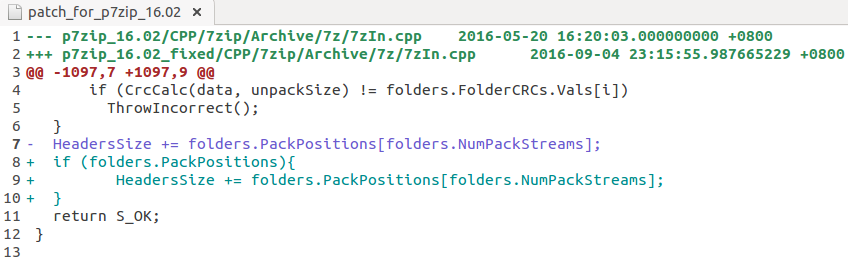 patch_for_p7zip_16.02 ×
1 --- p7zip_16.02/CPP/7zip/Archive/7z/7zIn.cpp    2016-05-20 16:20:03.000000000 +0800
2 +++ p7zip_16.02_fixed/CPP/7zip/Archive/7z/7zIn.cpp      2016-09-04 23:15:55.987665229 +0800
3 @@ -1097,7 +1097,9 @@
4       if (CrcCalc(data, unpackSize) != folders.FolderCRCs.Vals[i])
5         ThrowIncorrect();
6   }
7 -  HeadersSize += folders.PackPositions[folders.NumPackStreams];
8 +  if (folders.PackPositions){
9 +         HeadersSize += folders.PackPositions[folders.NumPackStreams];
10 +  }
11   return S_OK;
12 }
13